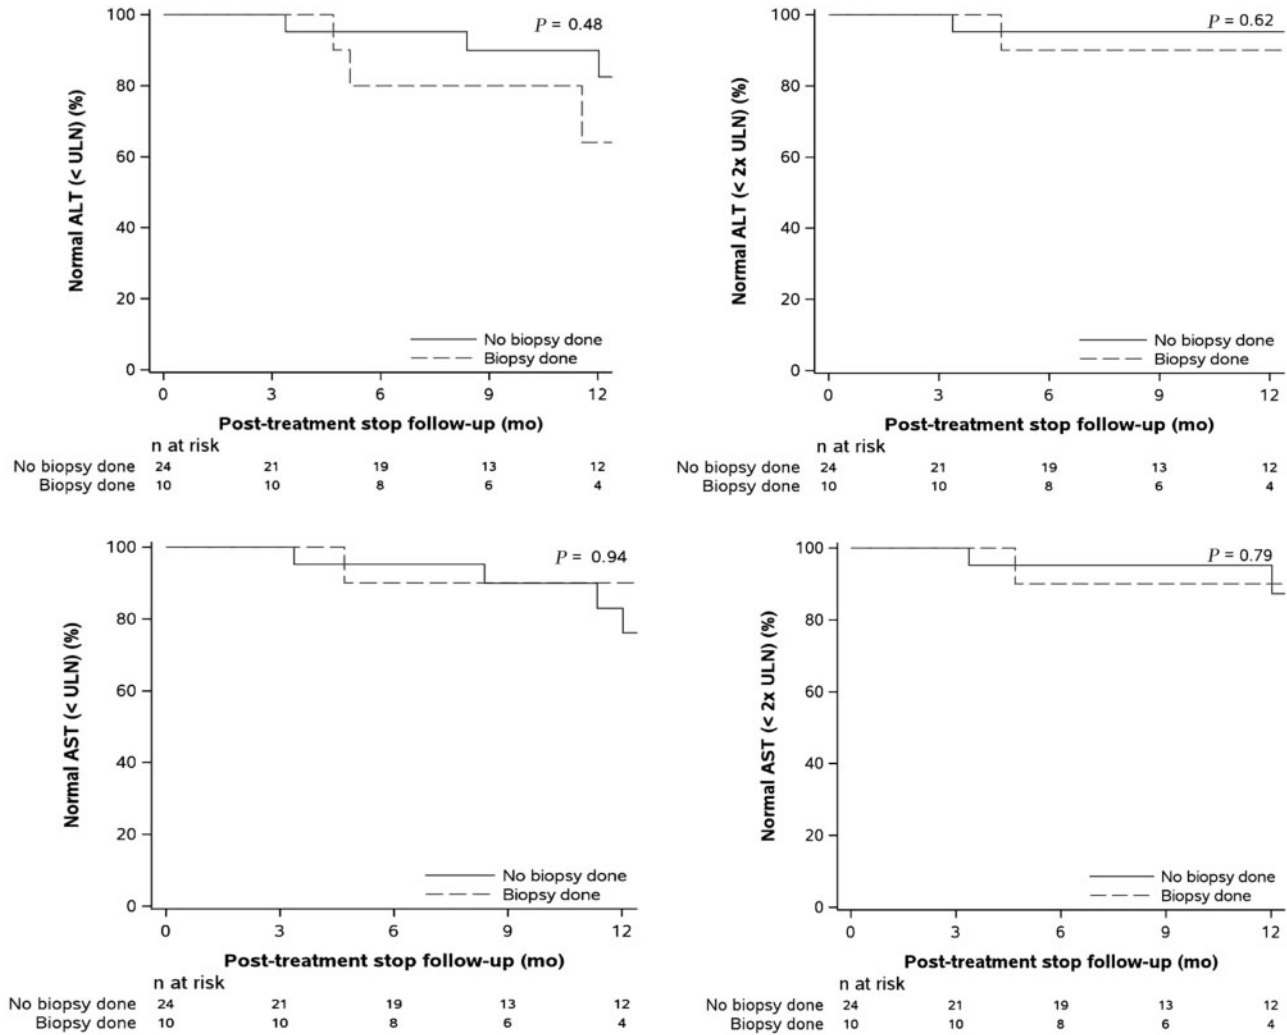 100
80
60
40
20
0
Normal ALT (< ULN) (%)
P = 0.48
No biopsy done
Biopsy done
0 3 6 9 12
Post-treatment stop follow-up (mo)
n at risk
No biopsy done 24 21 19 13 12
Biopsy done 10 10 8 6 4
100
80
60
40
20
0
Normal ALT (< 2x ULN) (%)
P = 0.62
No biopsy done
Biopsy done
0 3 6 9 12
Post-treatment stop follow-up (mo)
n at risk
No biopsy done 24 21 19 13 12
Biopsy done 10 10 8 6 4
100
80
60
40
20
0
Normal AST (< ULN) (%)
P = 0.94
No biopsy done
Biopsy done
0 3 6 9 12
Post-treatment stop follow-up (mo)
n at risk
No biopsy done 24 21 19 13 12
Biopsy done 10 10 8 6 4
100
80
60
40
20
0
Normal AST (< 2x ULN) (%)
P = 0.79
No biopsy done
Biopsy done
0 3 6 9 12
Post-treatment stop follow-up (mo)
n at risk
No biopsy done 24 21 19 13 12
Biopsy done 10 10 8 6 4